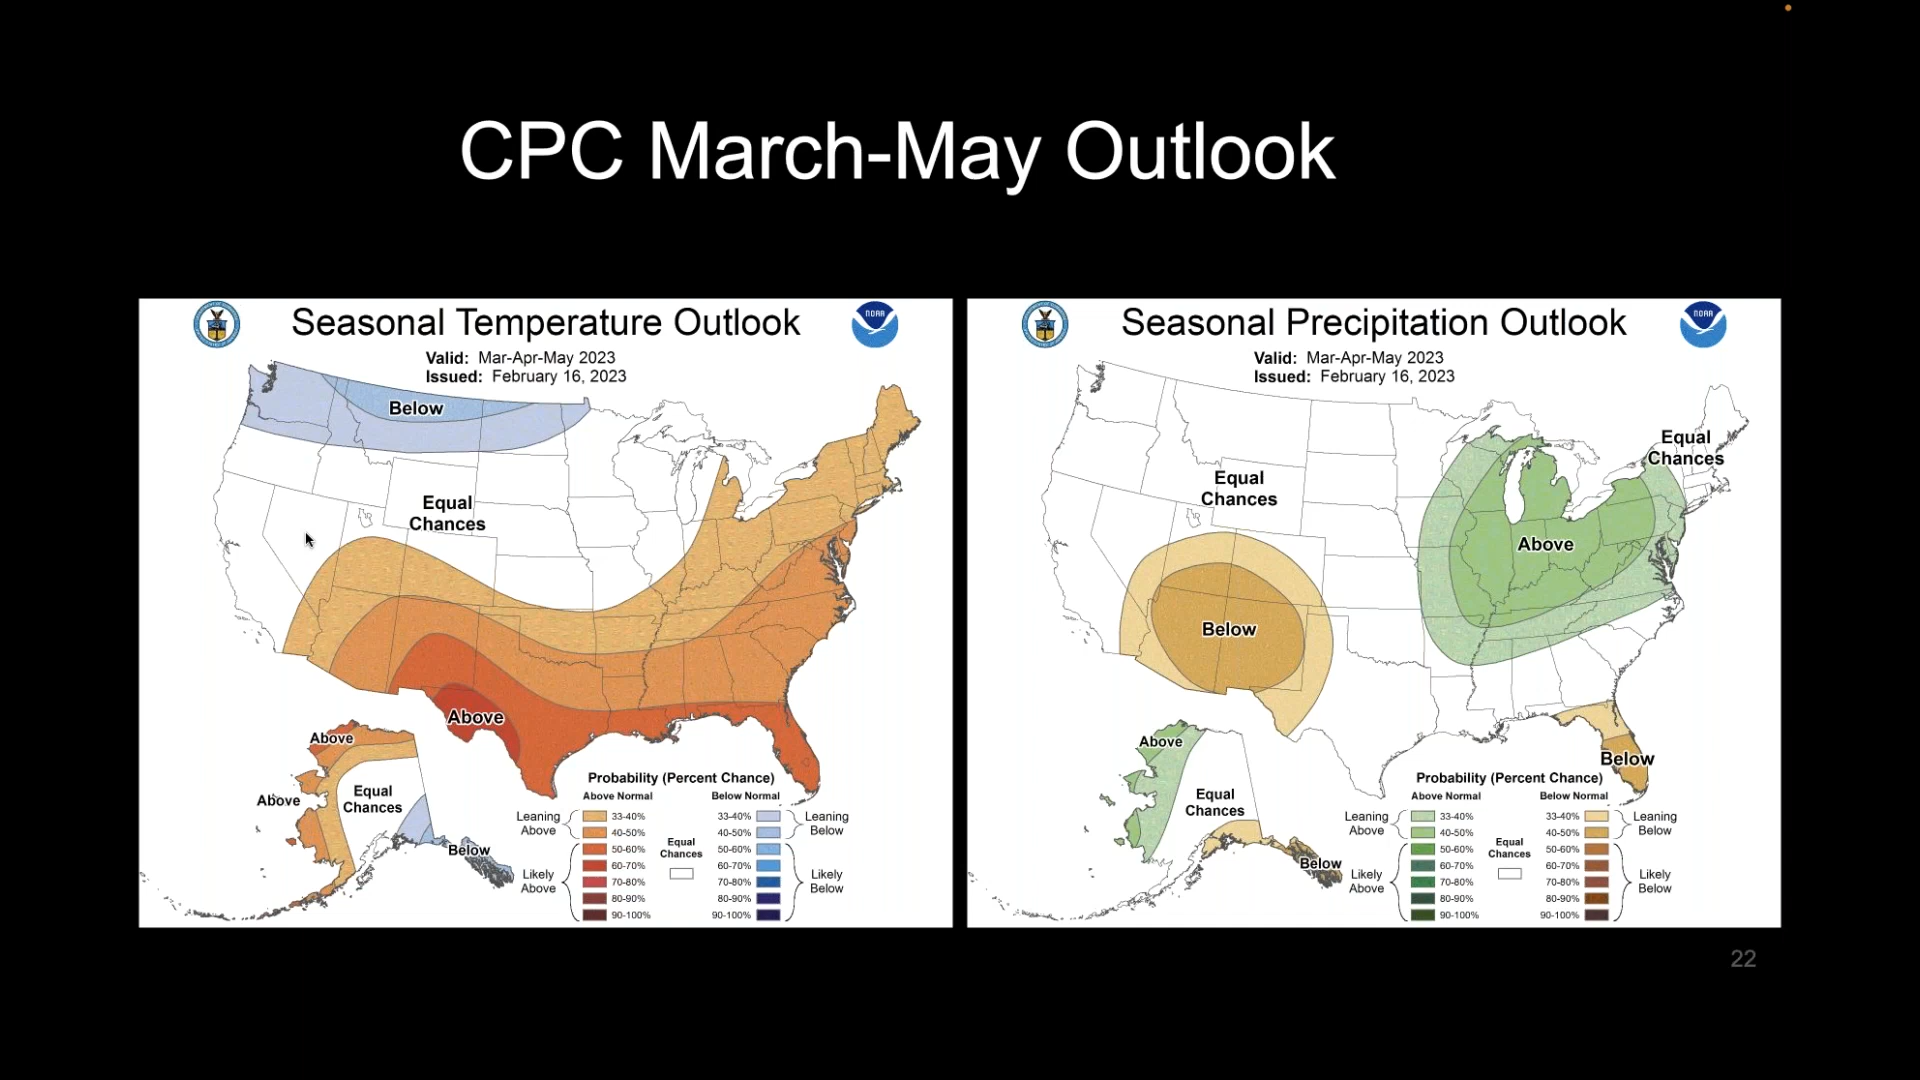 CPC March-May Outlook
Seasonal Temperature Outlook
NOAA
Valid: Mar-Apr-May 2023
Issued: February 16, 2023
Below
Equal
Chances
Above
Above
Above
Equal
Chances
Below
Probability (Percent Chance)
Above Normal
Below Normal
Leaning
Above
33-40%
40-50%
Likely
Above
50-60%
60-70%
70-80%
80-90%
90-100%
Equal
Chances
33-40%
40-50%
50-60%
60-70%
70-80%
80-90%
90-100%
Leaning
Below
Likely
Below
Seasonal Precipitation Outlook
NOAA
Valid: Mar-Apr-May 2023
Issued: February 16, 2023
Equal
Chances
Equal
Chances
Above
Below
Below
Above
Equal
Chances
Below
Probability (Percent Chance)
Above Normal
Below Normal
Leaning
Above
33-40%
40-50%
Likely
Above
50-60%
60-70%
70-80%
80-90%
90-100%
Equal
Chances
33-40%
40-50%
50-60%
60-70%
70-80%
80-90%
90-100%
Leaning
Below
Likely
Below
22